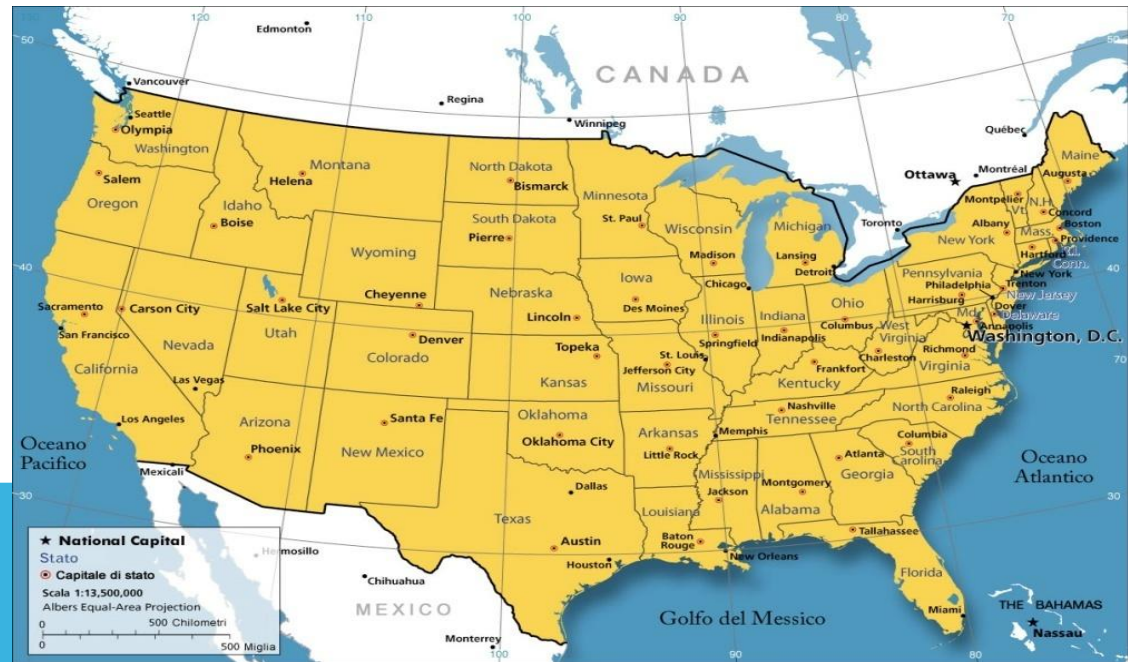 110
120
100
90
80
70
50
50
Edmonton
CANADA
Vancouver
Regina
Winnipeg
Québec
Seattle
Olympia
Washington
Montana
Helena
North Dakota
Bismarck
Minnesota
St. Paul
Ottawa
Montréal
Maine
Augusta
Salem
Oregon
Idaho
Boise
South Dakota
Pierre
Wisconsin
Madison
Michigan
Lansing
Detroit
Toronto
Montpelier
Vt.
N.H.
Concord
Albany
Boston
Mass.
Providence
New York
Hartford
Conn.
Wyoming
Cheyenne
Nebraska
Lincoln
Iowa
Des Moines
Chicago
Pennsylvania
New York
Philadelphia
Trenton
Harrisburg
New Jersey
40
40
Sacramento
Carson City
San Francisco
Nevada
Salt Lake City
Utah
Denver
Colorado
Topeka
Kansas
Illinois
Springfield
Indiana
Indianapolis
Ohio
Columbus
West
Virginia
Charleston
Md.
Dover
Delaware
Annapolis
Washington, D.C.
Richmond
Virginia
St. Louis
Jefferson City
Missouri
Frankfort
Kentucky
70
California
Las Vegas
Los Angeles
Arizona
Phoenix
Santa Fe
New Mexico
Oklahoma
Oklahoma City
Arkansas
Little Rock
Memphis
Nashville
Tennessee
Raleigh
North Carolina
Columbia
South
Carolina
Oceano
Pacifico
Mexicali
Dallas
Texas
Austin
Houston
Mississippi
Jackson
Louisiana
Baton
Rouge
New Orleans
Montgomery
Alabama
Atlanta
Georgia
Tallahassee
Florida
Miami
Oceano
Atlantico
30
30
Hermosillo
Chihuahua
MEXICO
Monterrey
Golfo del Messico
THE BAHAMAS
Nassau
100
90
80
National Capital
Stato
Capitale di stato
Scala 1:13,500,000
Albers Equal-Area Projection
0 500 Chilometri
0 500 Miglia